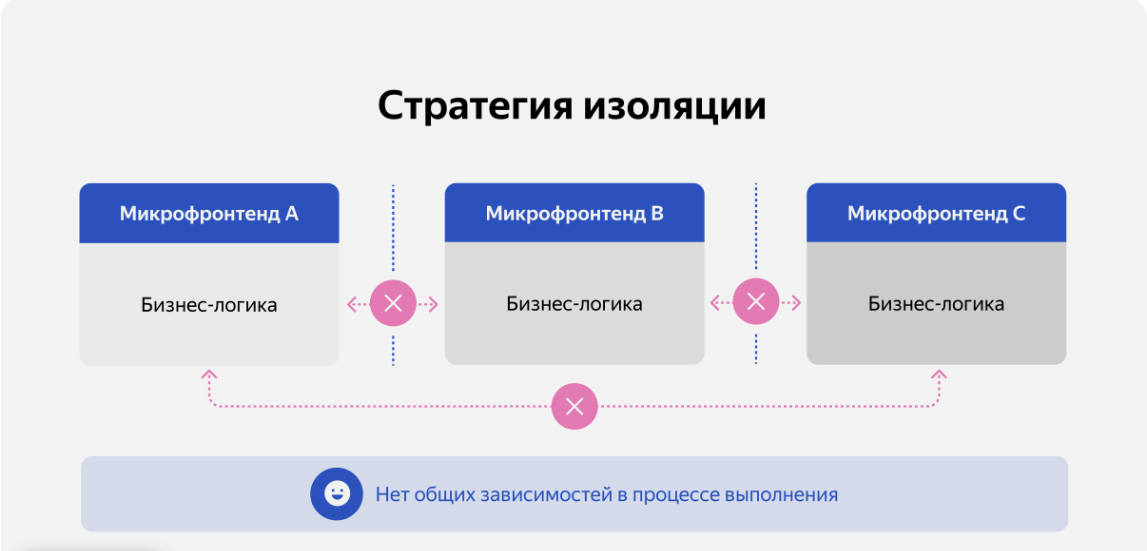 Стратегия изоляции
Микрофронтенд A
Микрофронтенд B
Микрофронтенд C
Бизнес-логика
Бизнес-логика
Бизнес-логика
Нет общих зависимостей в процессе выполнения